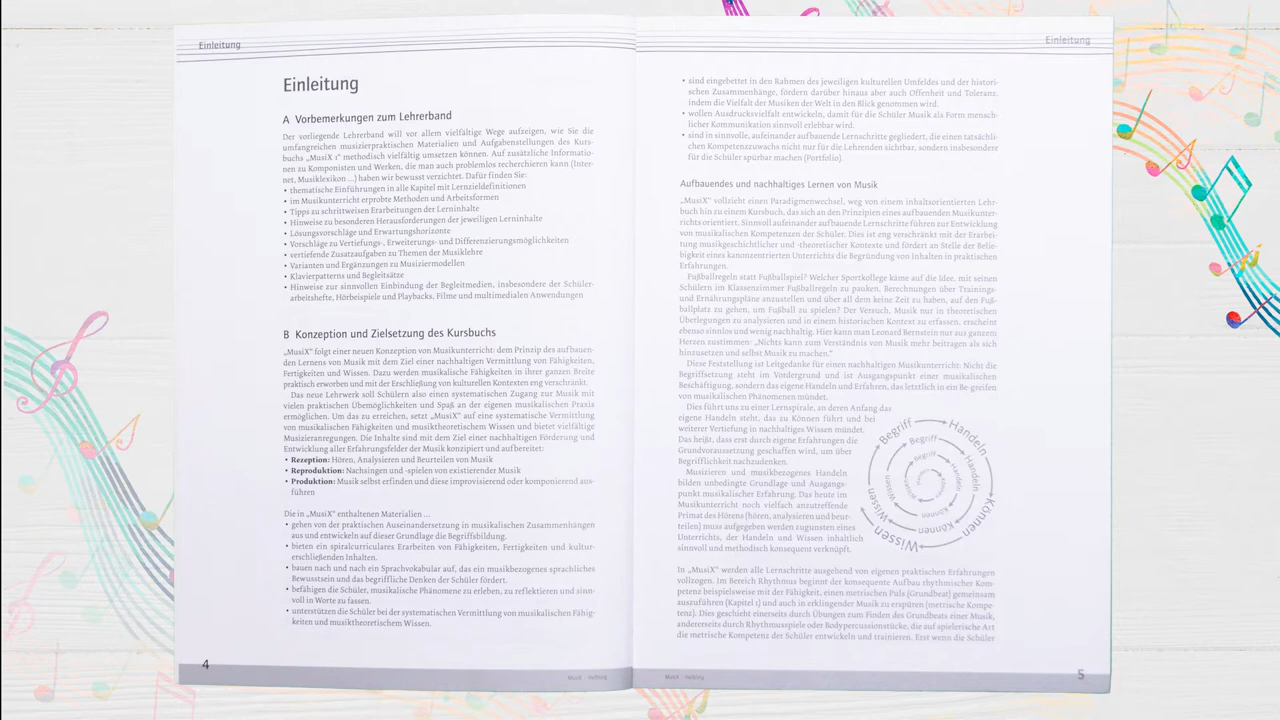 Einleitung
Einleitung
A Vorbemerkungen zum Lehrerband
Der vorliegende Lehrerband will vor allem vielfältige Wege aufzeigen, wie Sie die
umfangreichen musizierpraktischen Materialien und Aufgabenstellungen des Kurs-
buchs „MusiX 1“ methodisch vielfältig umsetzen können. Auf zusätzliche Informatio-
nen zu Komponisten und Werken, die man auch problemlos recherchieren kann (Inter-
net, Musiklexikon ...) haben wir bewusst verzichtet. Dafür finden Sie:
• thematische Einführungen in alle Kapitel mit Lernzieldefinitionen
• im Musikunterricht erprobte Methoden und Arbeitsformen
• Tipps zu schrittweisen Erarbeitungen der Lerninhalte
• Hinweise zu besonderen Herausforderungen der jeweiligen Lerninhalte
• Lösungsvorschläge und Erwartungshorizonte
• Vorschläge zu Vertiefungs-, Erweiterungs- und Differenzierungsmöglichkeiten
• vertiefende Zusatzaufgaben zu Themen der Musiklehre
• Varianten und Ergänzungen zu Musiziermodellen
• Klavierpatterns und Begleitsätze
• Hinweise zur sinnvollen Einbindung der Begleitmedien, insbesondere der Schüler-
arbeitshefte, Hörbeispiele und Playbacks, Filme und multimedialen Anwendungen
B Konzeption und Zielsetzung des Kursbuchs
„MusiX“ folgt einer neuen Konzeption von Musikunterricht: dem Prinzip des aufbauen-
den Lernens von Musik mit dem Ziel einer nachhaltigen Vermittlung von Fähigkeiten,
Fertigkeiten und Wissen. Dazu werden musikalische Fähigkeiten in ihrer ganzen Breite
praktisch erworben und mit der Erschließung von kulturellen Kontexten eng verschränkt.
Das neue Lehrwerk soll Schülern also einen systematischen Zugang zur Musik mit
vielen praktischen Übemöglichkeiten und Spaß an der eigenen musikalischen Praxis
ermöglichen. Um das zu erreichen, setzt „MusiX“ auf eine systematische Vermittlung
von musikalischen Fähigkeiten und musiktheoretischem Wissen und bietet vielfältige
Musizieranregungen. Die Inhalte sind mit dem Ziel einer nachhaltigen Förderung und
Entwicklung aller Erfahrungsfelder der Musik konzipiert und aufbereitet:
• Rezeption: Hören, Analysieren und Beurteilen von Musik
• Reproduktion: Nachsingen und -spielen von existierender Musik
• Produktion: Musik selbst erfinden und diese improvisierend oder komponierend aus-
führen
Die in „MusiX“ enthaltenen Materialien ...
• gehen von der praktischen Auseinandersetzung in musikalischen Zusammenhängen
aus und entwickeln auf dieser Grundlage die Begriffsbildung.
• bieten ein spiralcurriculares Erarbeiten von Fähigkeiten, Fertigkeiten und kultur-
erschließenden Inhalten.
• bauen nach und nach ein Sprachvokabular auf, das ein musikbezogenes sprachliches
Bewusstsein und das begriffliche Denken der Schüler fördert.
• befähigen die Schüler, musikalische Phänomene zu erleben, zu reflektieren und sinn-
voll in Worte zu fassen.
• unterstützen die Schüler bei der systematischen Vermittlung von musikalischen Fähig-
keiten und musiktheoretischem Wissen.
4
MusiX · Helbling
Einleitung
• sind eingebettet in den Rahmen des jeweiligen kulturellen Umfeldes und der histori-
schen Zusammenhänge, fördern darüber hinaus aber auch Offenheit und Toleranz,
indem die Vielfalt der Musiken der Welt in den Blick genommen wird.
• wollen Ausdrucksvielfalt entwickeln, damit für die Schüler Musik als Form mensch-
licher Kommunikation sinnvoll erlebbar wird.
• sind in sinnvolle, aufeinander aufbauende Lernschritte gegliedert, die einen tatsächli-
chen Kompetenzzuwachs nicht nur für die Lehrenden sichtbar, sondern insbesondere
für die Schüler spürbar machen (Portfolio).
Aufbauendes und nachhaltiges Lernen von Musik
„MusiX“ vollzieht einen Paradigmenwechsel, weg von einem inhaltsorientierten Lehr-
buch hin zu einem Kursbuch, das sich an den Prinzipien eines aufbauenden Musikunter-
richts orientiert. Sinnvoll aufeinander aufbauende Lernschritte führen zur Entwicklung
von musikalischen Kompetenzen der Schüler. Dies ist eng verschränkt mit der Erarbei-
tung musikgeschichtlicher und -theoretischer Kontexte und fördert an Stelle der Belie-
bigkeit eines kanonzentrierten Unterrichts die Begründung von Inhalten in praktischen
Erfahrungen.
Fußballregeln statt Fußballspiel? Welcher Sportkollege käme auf die Idee, mit seinen
Schülern im Klassenzimmer Fußballregeln zu pauken, Berechnungen über Trainings-
und Ernährungspläne anzustellen und über all dem keine Zeit zu haben, auf den Fuß-
ballplatz zu gehen, um Fußball zu spielen? Der Versuch, Musik nur in theoretischen
Überlegungen zu analysieren und in einem historischen Kontext zu erfassen, erscheint
ebenso sinnlos und wenig nachhaltig. Hier kann man Leonard Bernstein nur aus ganzem
Herzen zustimmen: „Nichts kann zum Verständnis von Musik mehr beitragen als sich
hinzusetzen und selbst Musik zu machen.“
Diese Feststellung ist Leitgedanke für einen nachhaltigen Musikunterricht: Nicht die
Begriffsetzung steht im Vordergrund und ist Ausgangspunkt einer musikalischen
Beschäftigung, sondern das eigene Handeln und Erfahren, das letztlich in ein Be-greifen
von musikalischen Phänomenen mündet.
Dies führt uns zu einer Lernspirale, an deren Anfang das
eigene Handeln steht, das zu Können führt und bei
weiterer Vertiefung in nachhaltiges Wissen mündet.
Das heißt, dass erst durch eigene Erfahrungen die
Grundvoraussetzung geschaffen wird, um über
Begrifflichkeit nachzudenken.
Musizieren und musikbezogenes Handeln
bilden unbedingte Grundlage und Ausgangs-
punkt musikalischer Erfahrung. Das heute im
Musikunterricht noch vielfach anzutreffende
Primat des Hörens (hören, analysieren und beur-
teilen) muss aufgegeben werden zugunsten eines
Unterrichts, der Handeln und Wissen inhaltlich
sinnvoll und methodisch konsequent verknüpft.
Begriff Handeln Können Wissen
Begriff Handeln Können Wissen
Begriff Handeln Können
In „MusiX“ werden alle Lernschritte ausgehend von eigenen praktischen Erfahrungen
vollzogen. Im Bereich Rhythmus beginnt der konsequente Aufbau rhythmischer Kom-
petenz beispielsweise mit der Fähigkeit, einen metrischen Puls (Grundbeat) gemeinsam
auszuführen (Kapitel 1) und auch in erklingender Musik zu erspüren (metrische Kompe-
tenz). Dies geschieht einerseits durch Übungen zum Finden des Grundbeats einer Musik,
andererseits durch Rhythmusspiele oder Bodypercussionstücke, die auf spielerische Art
die metrische Kompetenz der Schüler entwickeln und trainieren. Erst wenn die Schüler
MusiX · Helbling
5